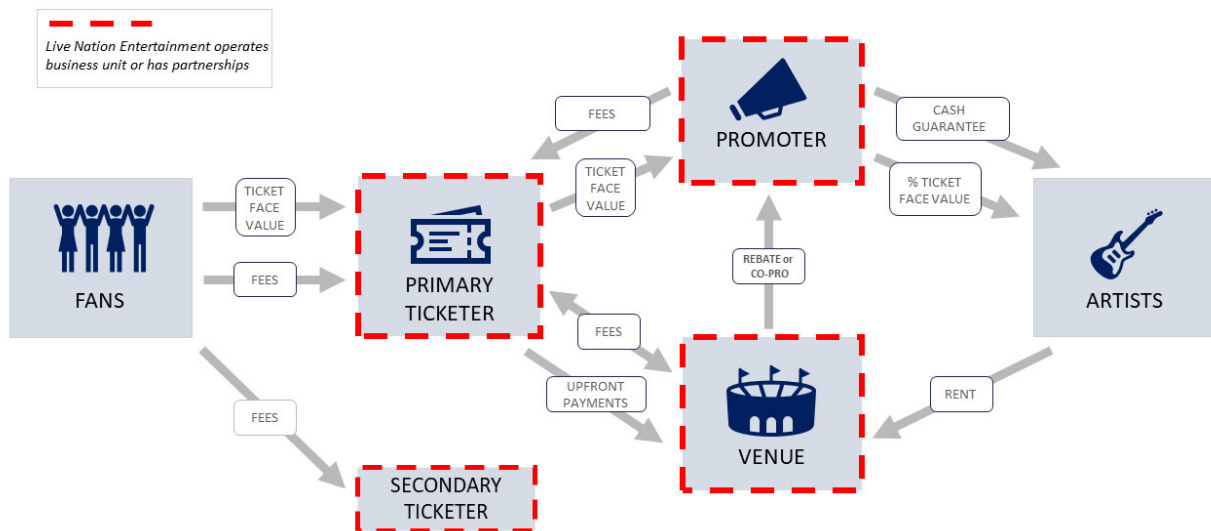 Live Nation Entertainment operates
business unit or has partnerships
FEES
CASH
GUARANTEE
PROMOTER
TICKET
FACE
VALUE
TICKET
FACE
VALUE
% TICKET
FACE VALUE
FEES
FANS
PRIMARY
TICKETER
REBATE or
CO-PRO
ARTISTS
FEES
UPFRONT
PAYMENTS
RENT
FEES
VENUE
SECONDARY
TICKETER